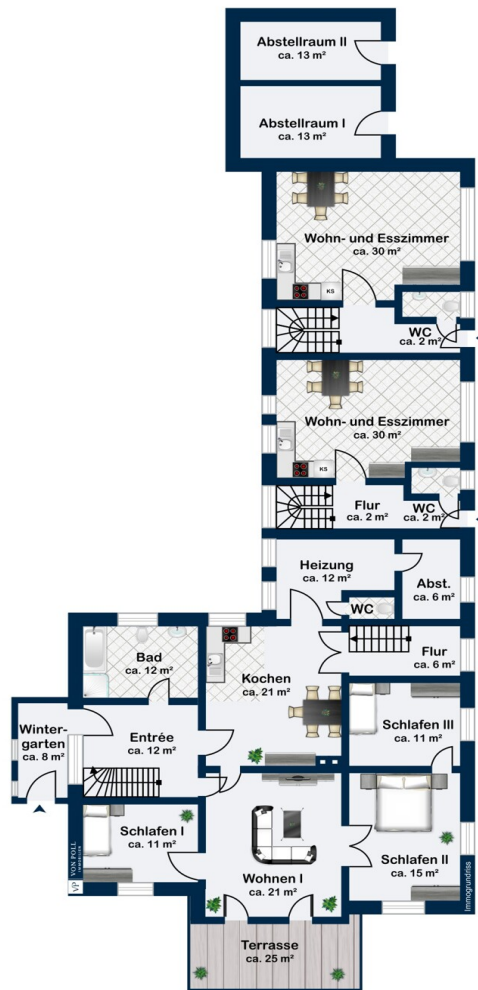 Abstellraum II
ca. 13 m²
Abstellraum I
ca. 13 m²
Wohn- und Esszimmer
ca. 30 m²
KS
WC
ca. 2 m²
Wohn- und Esszimmer
ca. 30 m²
KS
Flur
ca. 2 m²
WC
ca. 2 m²
Heizung
ca. 12 m²
Abst.
ca. 6 m²
WC
Bad
ca. 12 m²
Kochen
ca. 21 m²
Flur
ca. 6 m²
Winter-
garten
ca. 8 m²
Entrée
ca. 12 m²
Schlafen III
ca. 11 m²
Schlafen I
ca. 11 m²
Wohnen I
ca. 21 m²
Schlafen II
ca. 15 m²
Terrasse
ca. 25 m²
VP
VON POLL
IMMOBILIEN
Immogrundriss